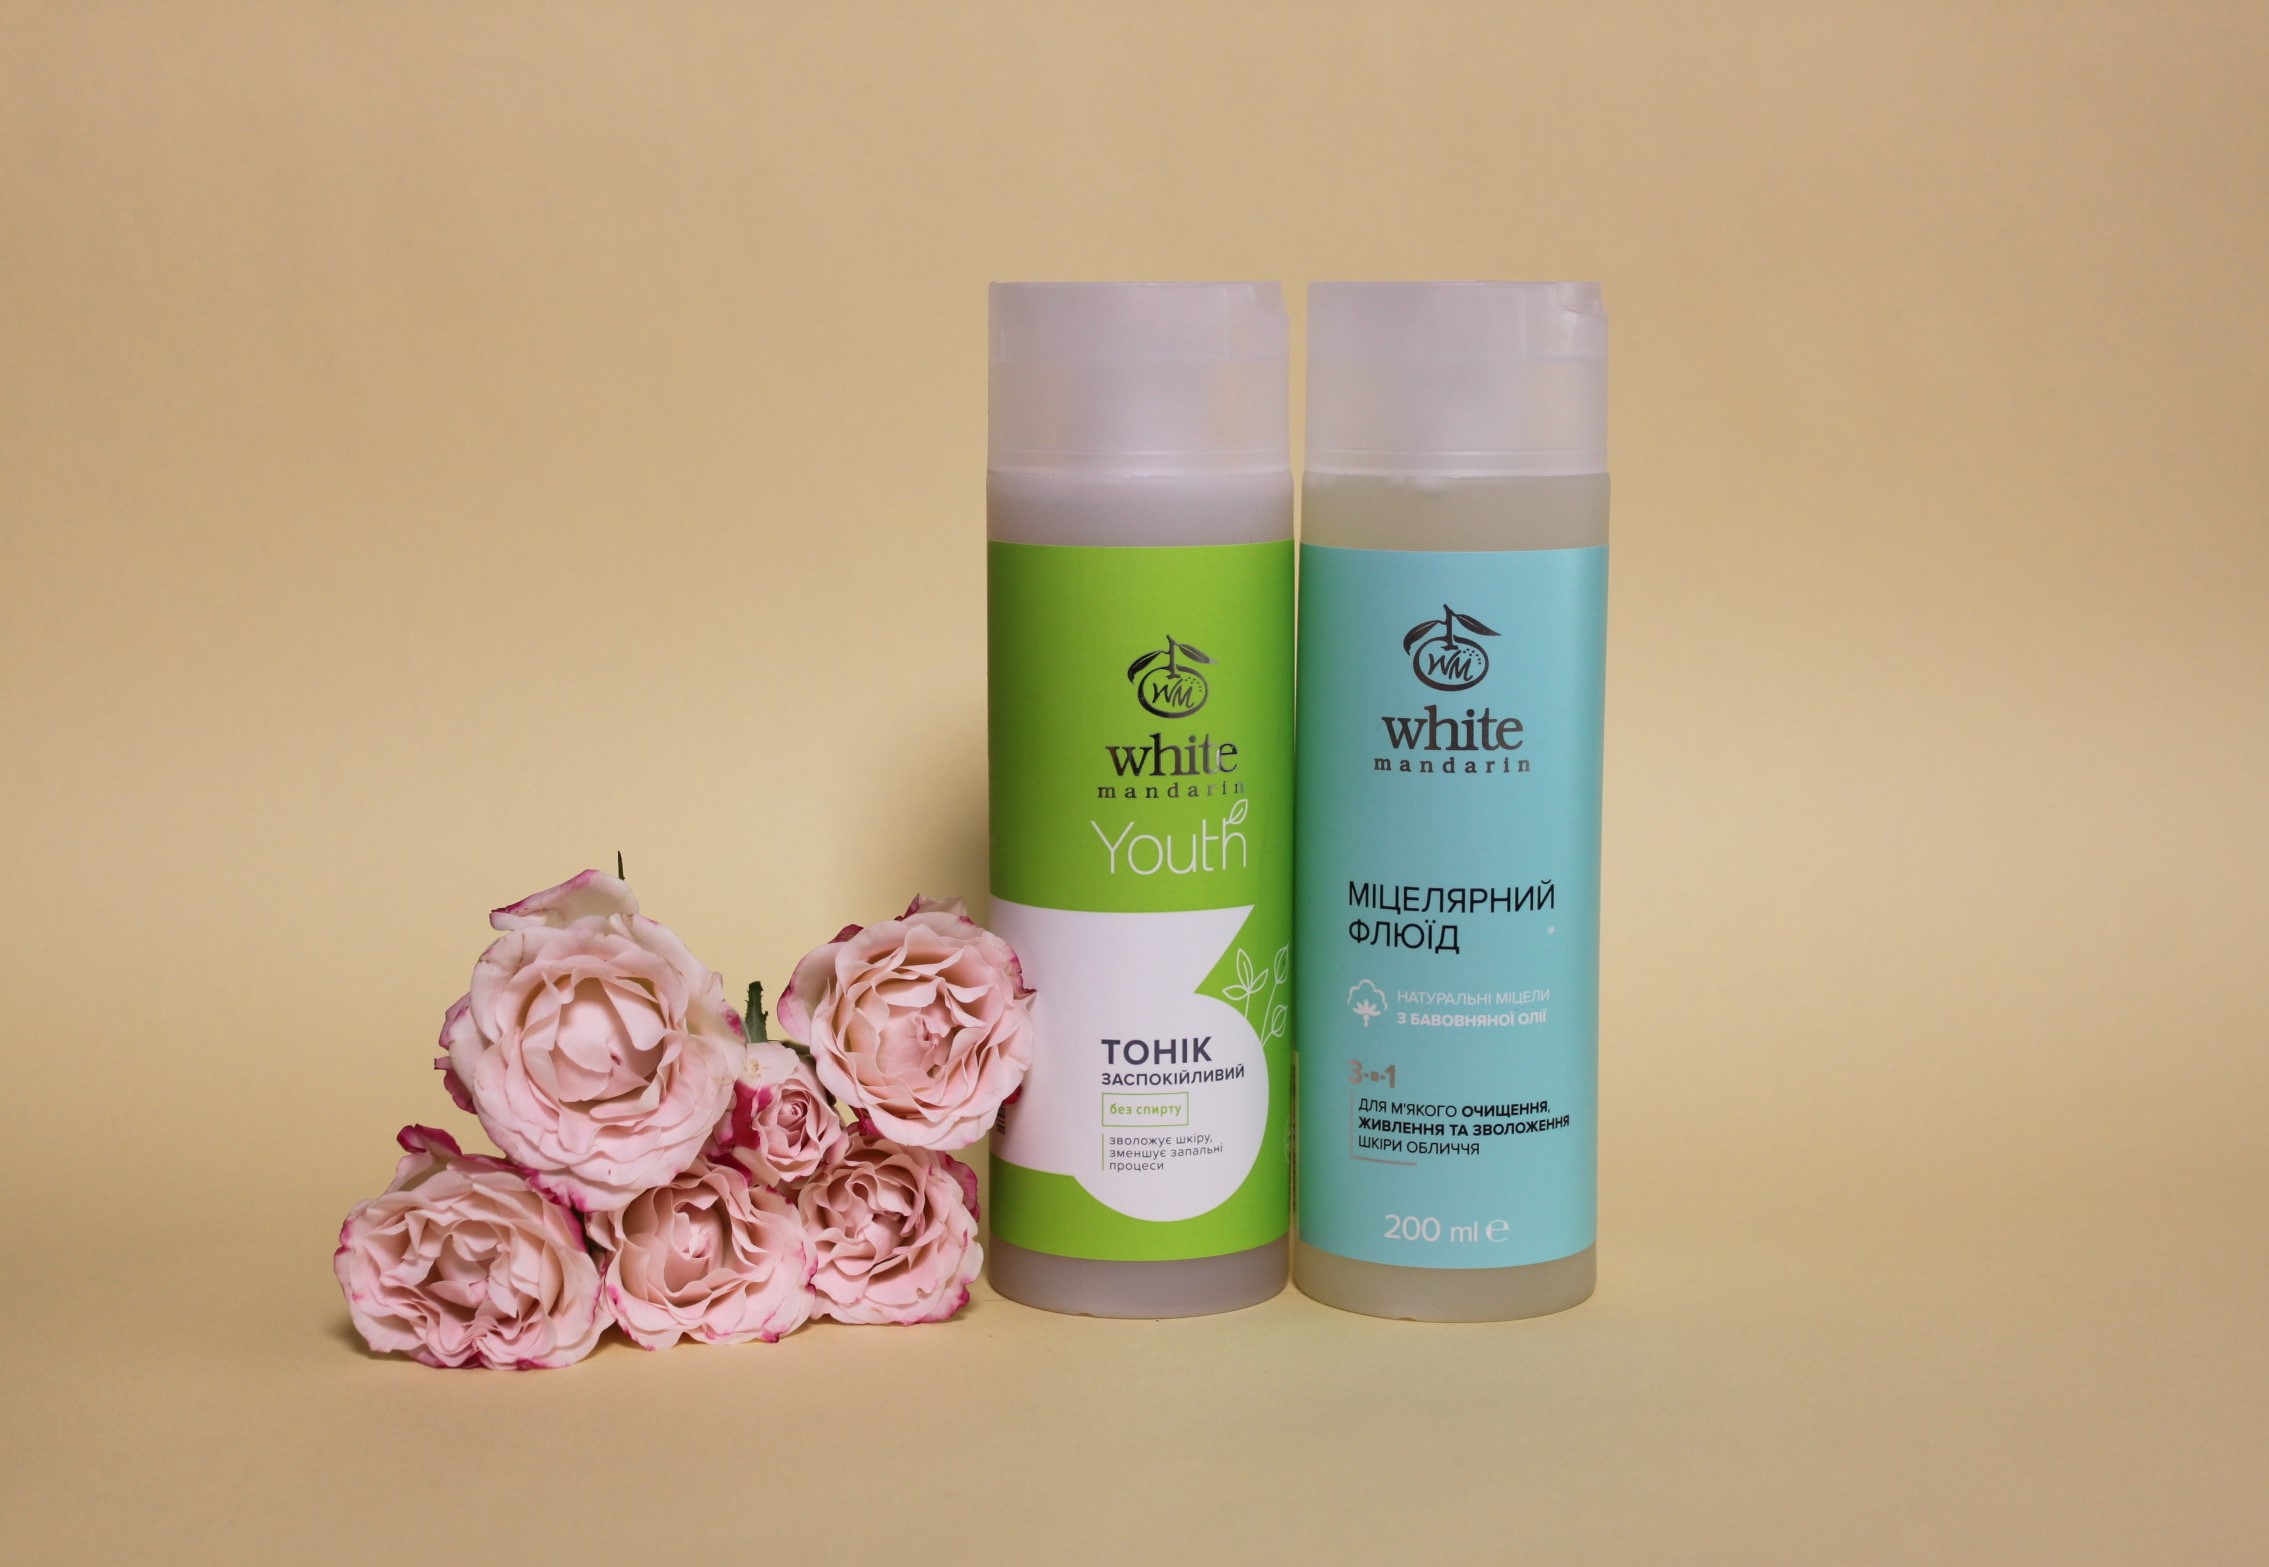 WM
white
mandarin
Youth
ТОНІК
ЗАСПОКІЙЛИВИЙ
без спирту
зволожує шкіру,
зменшує запальні
процеси
WM
white
mandarin
МІЦЕЛЯРНИЙ
ФЛЮЇД
НАТУРАЛЬНІ МІЦЕЛИ
З БАВОВНЯНОЇ ОЛІЇ
3-в-1
ДЛЯ М'ЯКОГО ОЧИЩЕННЯ,
ЖИВЛЕННЯ ТА ЗВОЛОЖЕННЯ
ШКІРИ ОБЛИЧЧЯ
200 ml e